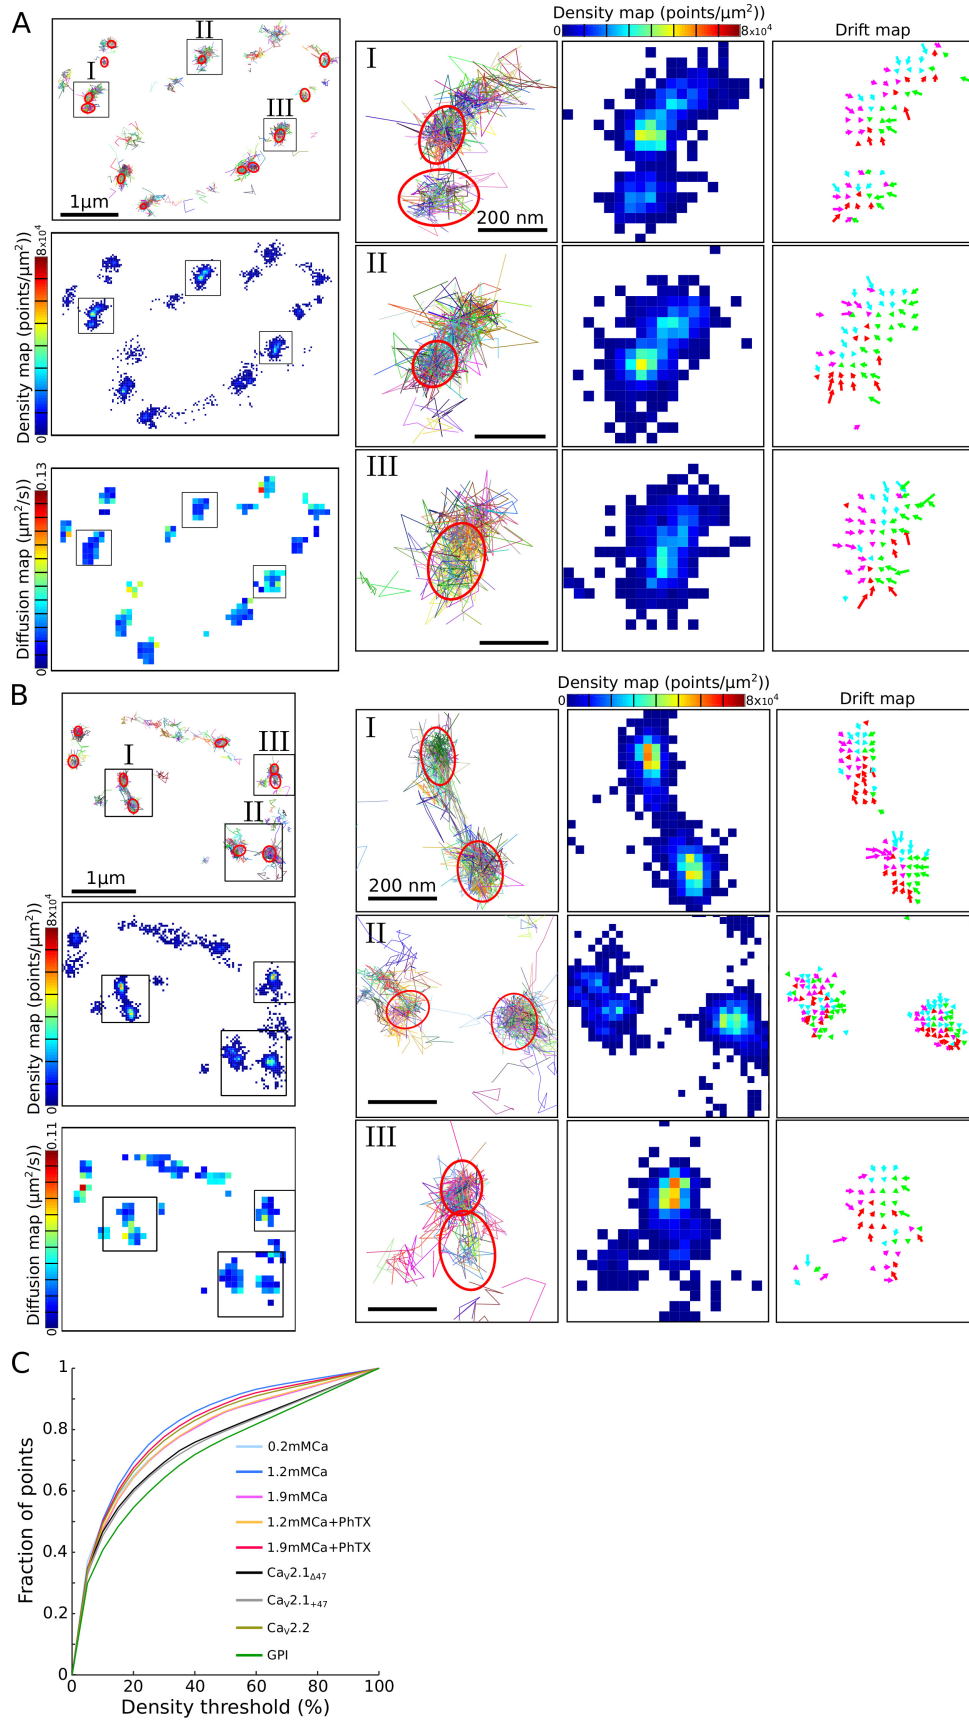 A
I
II
III
1μm
Density map (points/μm²))
0
8x10⁴
Diffusion map (μm²/s))
0
0.13
Density map (points/μm²))
0
8x10⁴
Drift map
I
200 nm
II
III
B
I
II
III
1μm
Density map (points/μm²))
0
8x10⁴
Diffusion map (μm²/s))
0
0.11
Density map (points/μm²))
0
8x10⁴
Drift map
I
200 nm
II
III
C
Fraction of points
1
0.8
0.6
0.4
0.2
0
0.2mMCa
1.2mMCa
1.9mMCa
1.2mMCa+PhTX
1.9mMCa+PhTX
Caᵥ2.1Δ47
Caᵥ2.1₊₄₇
Caᵥ2.2
GPI
0 20 40 60 80 100
Density threshold (%)